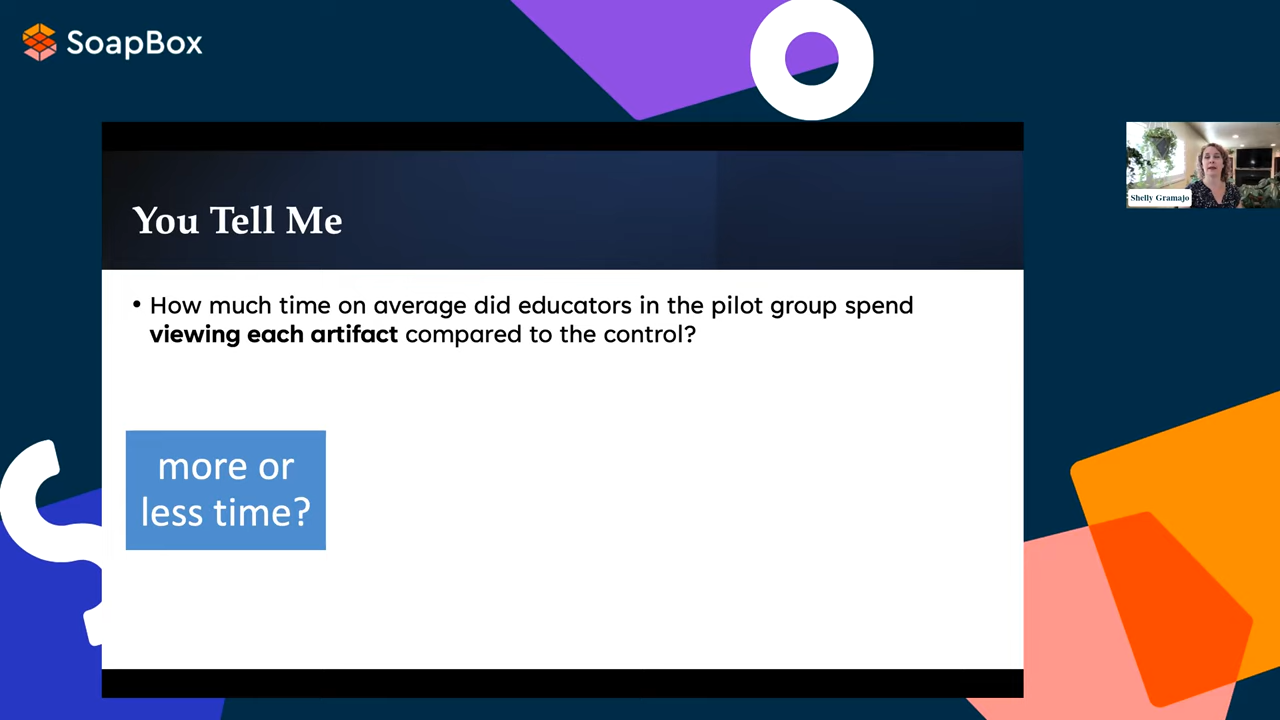 SoapBox
Shelly Gramajo
You Tell Me
• How much time on average did educators in the pilot group spend
viewing each artifact compared to the control?
more or
less time?